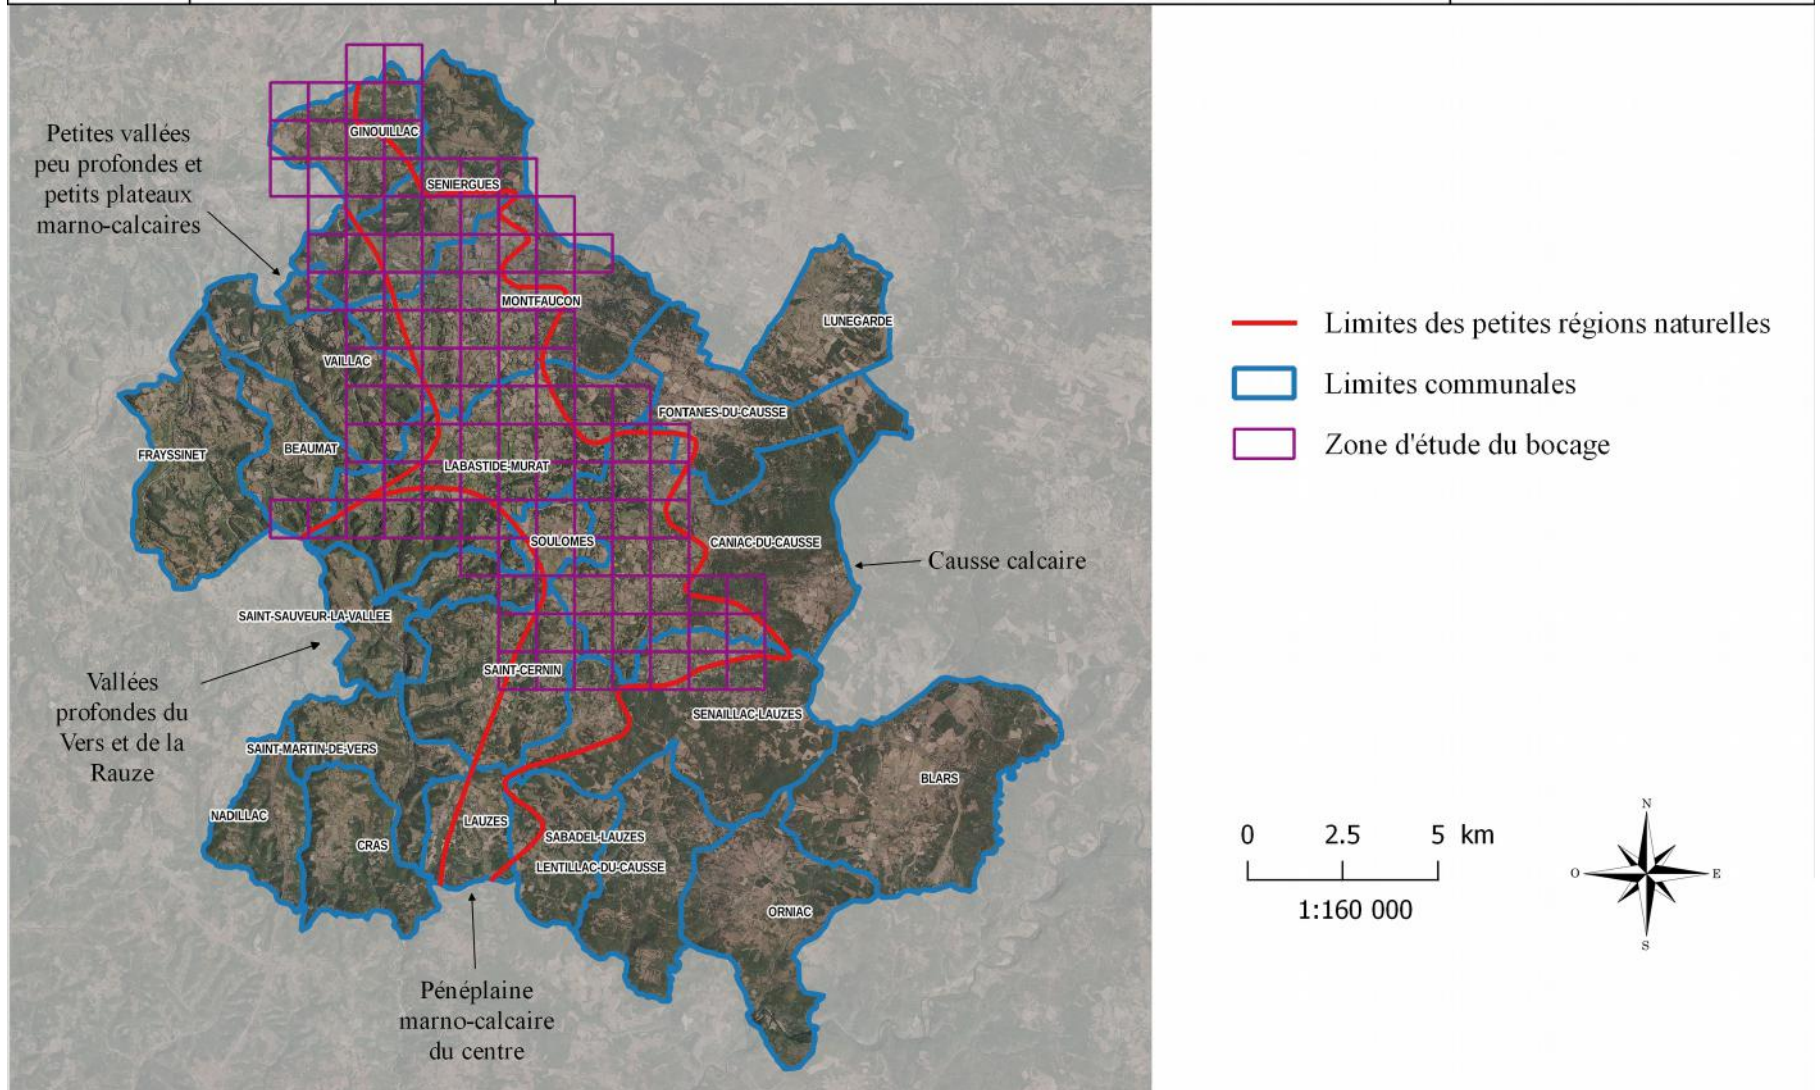 Petites vallées
peu profondes et
petits plateaux
marno-calcaires
GINOUILLAC
SENIERGUES
MONTFAUCON
LUNEGARDE
VAILLAC
FONTANES-DU-CAUSSE
FRAYSSINET
BEAUMAT
LABASTIDE-MURAT
SOULOMES
CANIAC-DU-CAUSSE
Causse calcaire
SAINT-SAUVEUR-LA-VALLEE
Vallées
profondes du
Vers et de la
Rauze
SAINT-CERNIN
SENAILLAC-LAUZES
SAINT-MARTIN-DE-VERS
BLARS
NADILLAC
LAUZES
CRAS
SABADEL-LAUZES
LENTILLAC-DU-CAUSSE
ORNIAC
Pénéplaine
marno-calcaire
du centre
Limites des petites régions naturelles
Limites communales
Zone d'étude du bocage
0 2.5 5 km
1:160 000
N
O E
S